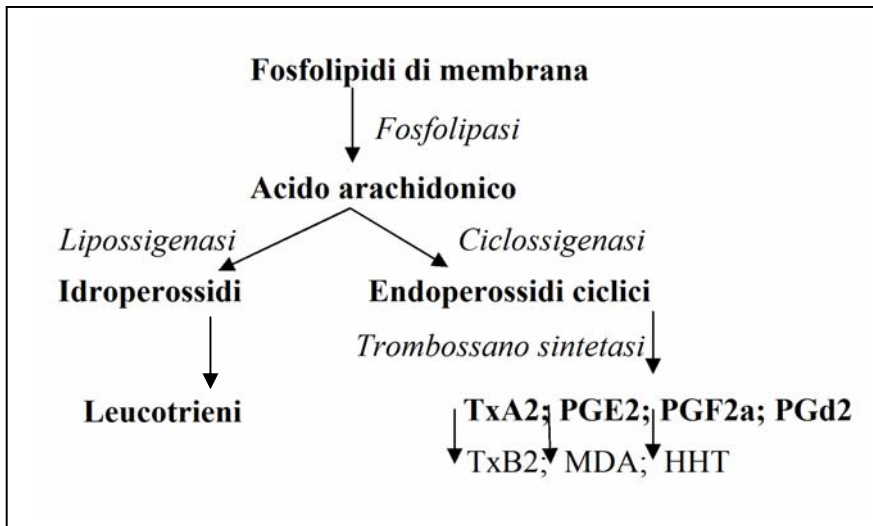 Fosfolipidi di membrana
Fosfolipasi
Acido arachidonico
Lipossigenasi
Ciclossigenasi
Idroperossidi
Endoperossidi ciclici
Trombossano sintetasi
Leucotrieni
TxA2; PGE2; PGF2a; PGd2
TxB2; MDA; HHT